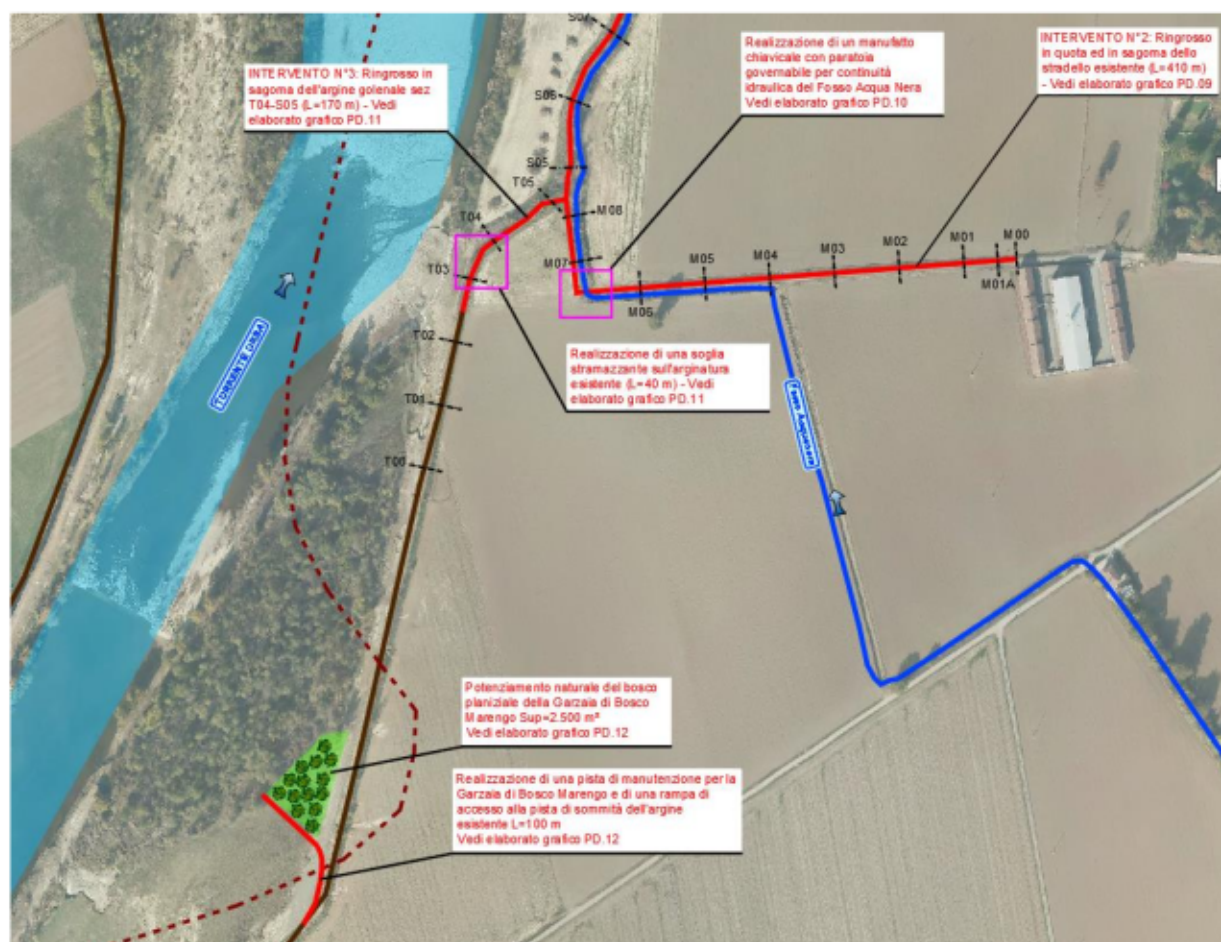 S07
Realizzazione di un manufatto
chiavicale con paratoia
governabile per continuità
idraulica del Fosso Acqua Nera
Vedi elaborato grafico PD.10
INTERVENTO N°2: Ringrosso
in quota ed in sagoma dello
stradello esistente (L=410 m)
- Vedi elaborato grafico PD.09
INTERVENTO N°3: Ringrosso in
sagoma dell'argine golenale sez
T04-S05 (L=170 m) - Vedi
elaborato grafico PD.11
S06
S05
T05
M08
T04
M07
T03
M06
M05
M04
M03
M02
M01
M01A
M00
TORRENTE ORBA
T02
T01
T00
Realizzazione di una soglia
stramazzante sull'arginatura
esistente (L=40 m) - Vedi
elaborato grafico PD.11
Fosso Acquanera
Potenziamento naturale del bosco
planiziale della Garzaia di Bosco
Marengo Sup=2.500 m²
Vedi elaborato grafico PD.12
Realizzazione di una pista di manutenzione per la
Garzaia di Bosco Marengo e di una rampa di
accesso alla pista di sommità dell'argine
esistente L=100 m
Vedi elaborato grafico PD.12